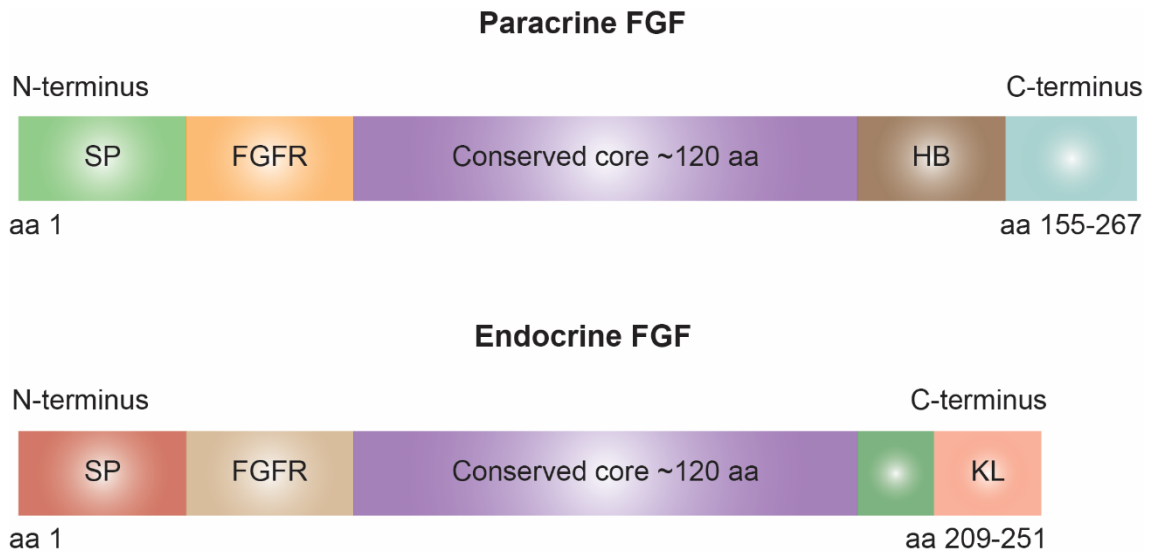 Paracrine FGF
N-terminus C-terminus
SP FGFR Conserved core ~120 aa HB
aa 1 aa 155-267
Endocrine FGF
N-terminus C-terminus
SP FGFR Conserved core ~120 aa KL
aa 1 aa 209-251